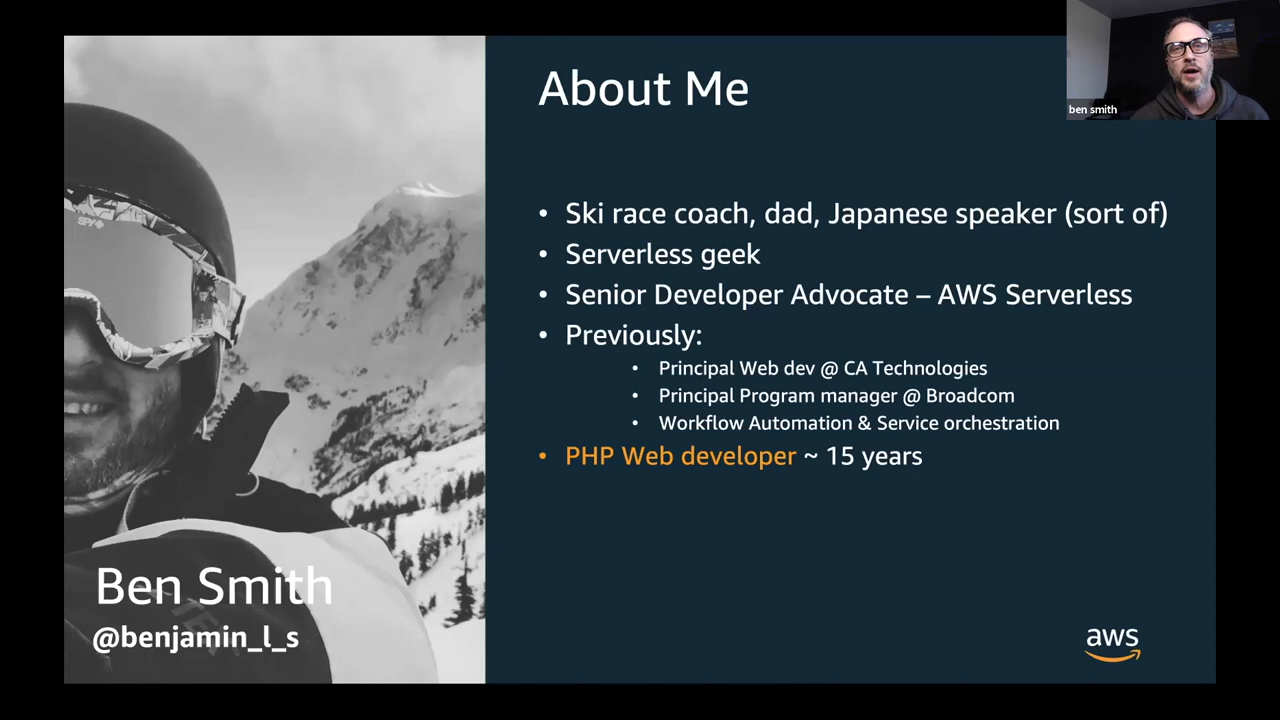 About Me
ben smith
SPY
• Ski race coach, dad, Japanese speaker (sort of)
• Serverless geek
• Senior Developer Advocate – AWS Serverless
• Previously:
• Principal Web dev @ CA Technologies
• Principal Program manager @ Broadcom
• Workflow Automation & Service orchestration
• PHP Web developer ~ 15 years
Ben Smith
@benjamin_l_s
aws